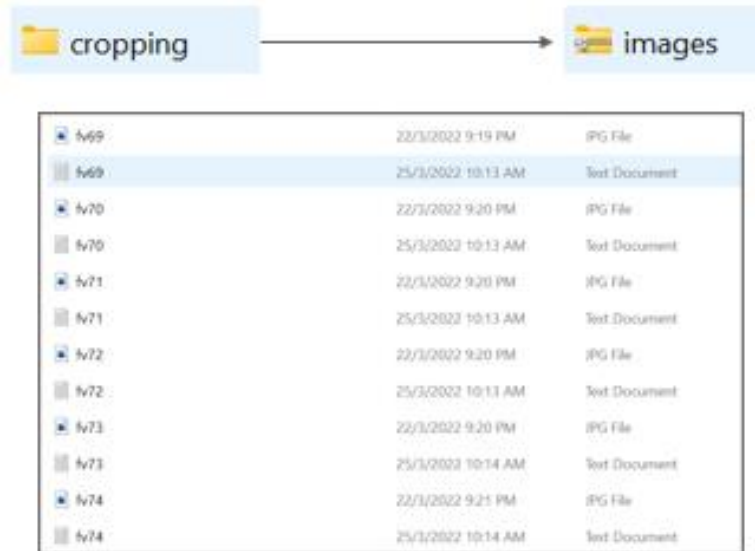 cropping images
fv69 22/3/2022 9:19 PM JPG File
fv69 25/3/2022 10:13 AM Text Document
fv70 22/3/2022 9:20 PM JPG File
fv70 25/3/2022 10:13 AM Text Document
fv71 22/3/2022 9:20 PM JPG File
fv71 25/3/2022 10:13 AM Text Document
fv72 22/3/2022 9:20 PM JPG File
fv72 25/3/2022 10:13 AM Text Document
fv73 22/3/2022 9:20 PM JPG File
fv73 25/3/2022 10:14 AM Text Document
fv74 22/3/2022 9:21 PM JPG File
fv74 25/3/2022 10:14 AM Text Document